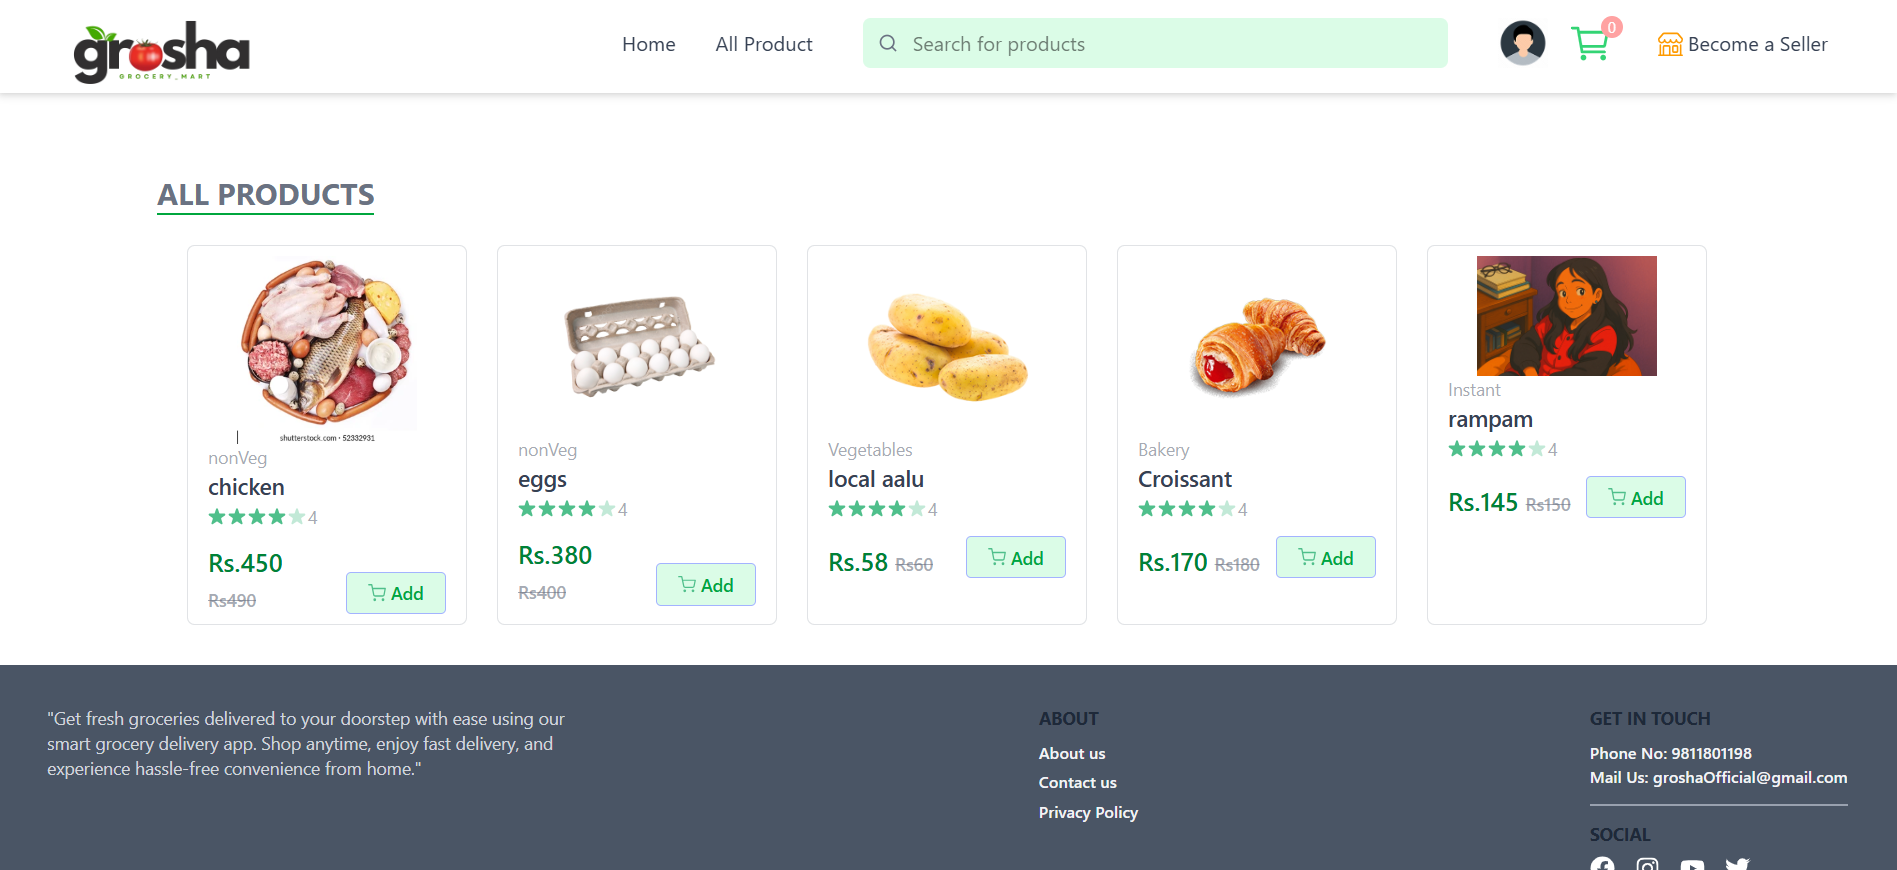 grosha
GROCERY_MART
Home
All Product
Search for products
0
Become a Seller
ALL PRODUCTS
shutterstock.com • 52332931
nonVeg
chicken
4
Rs.450
Rs490
Add
nonVeg
eggs
4
Rs.380
Rs400
Add
Vegetables
local aalu
4
Rs.58 Rs60
Add
Bakery
Croissant
4
Rs.170 Rs180
Add
Instant
rampam
4
Rs.145 Rs150
Add
"Get fresh groceries delivered to your doorstep with ease using our
smart grocery delivery app. Shop anytime, enjoy fast delivery, and
experience hassle-free convenience from home."
ABOUT
About us
Contact us
Privacy Policy
GET IN TOUCH
Phone No: 9811801198
Mail Us: groshaOfficial@gmail.com
SOCIAL